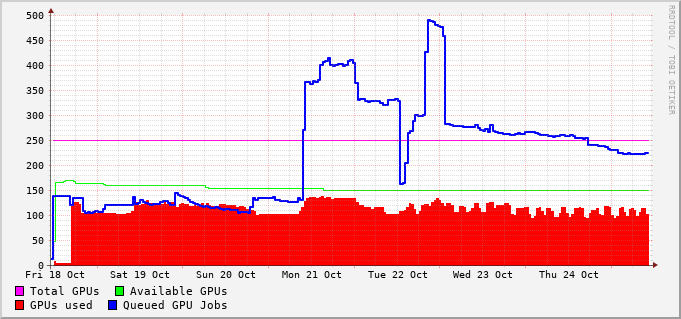 RRDTOOL / TOBI OETIKER
500
450
400
350
300
250
200
150
100
50
0
Fri 18 Oct Sat 19 Oct Sun 20 Oct Mon 21 Oct Tue 22 Oct Wed 23 Oct Thu 24 Oct
Total GPUs Available GPUs
GPUs used Queued GPU Jobs